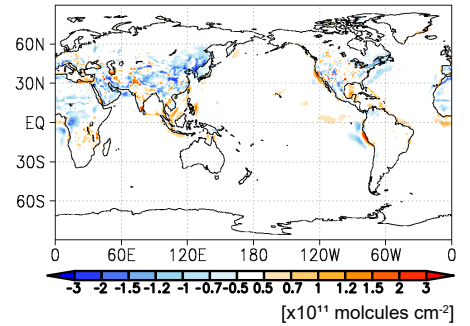 60N
30N
EQ
30S
60S
0 60E 120E 180 120W 60W 0
-3 -2 -1.5 -1.2 -1 -0.7 -0.5 0.5 0.7 1 1.2 1.5 2 3
[x10¹¹ molcules cm⁻²]